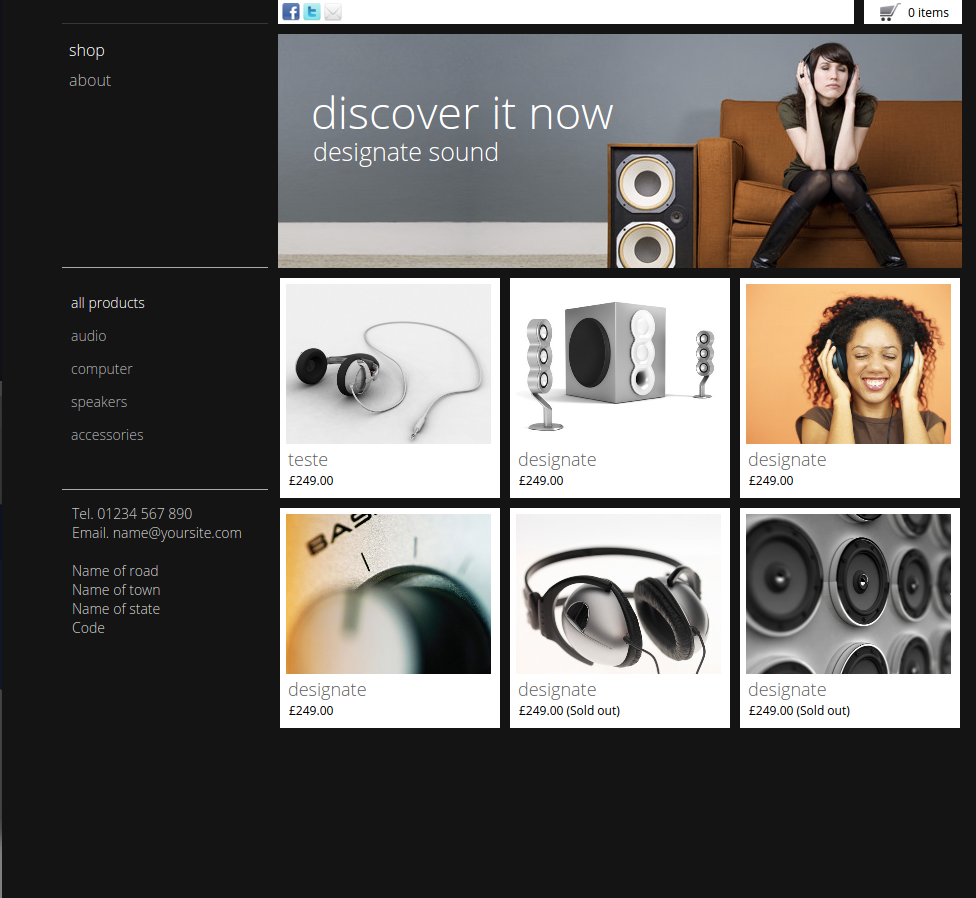 0 items
shop
about
discover it now
designate sound
all products
audio
computer
speakers
accessories
Tel. 01234 567 890
Email. name@yoursite.com
Name of road
Name of town
Name of state
Code
teste
£249.00
designate
£249.00
designate
£249.00
BAS
designate
£249.00
designate
£249.00 (Sold out)
designate
£249.00 (Sold out)